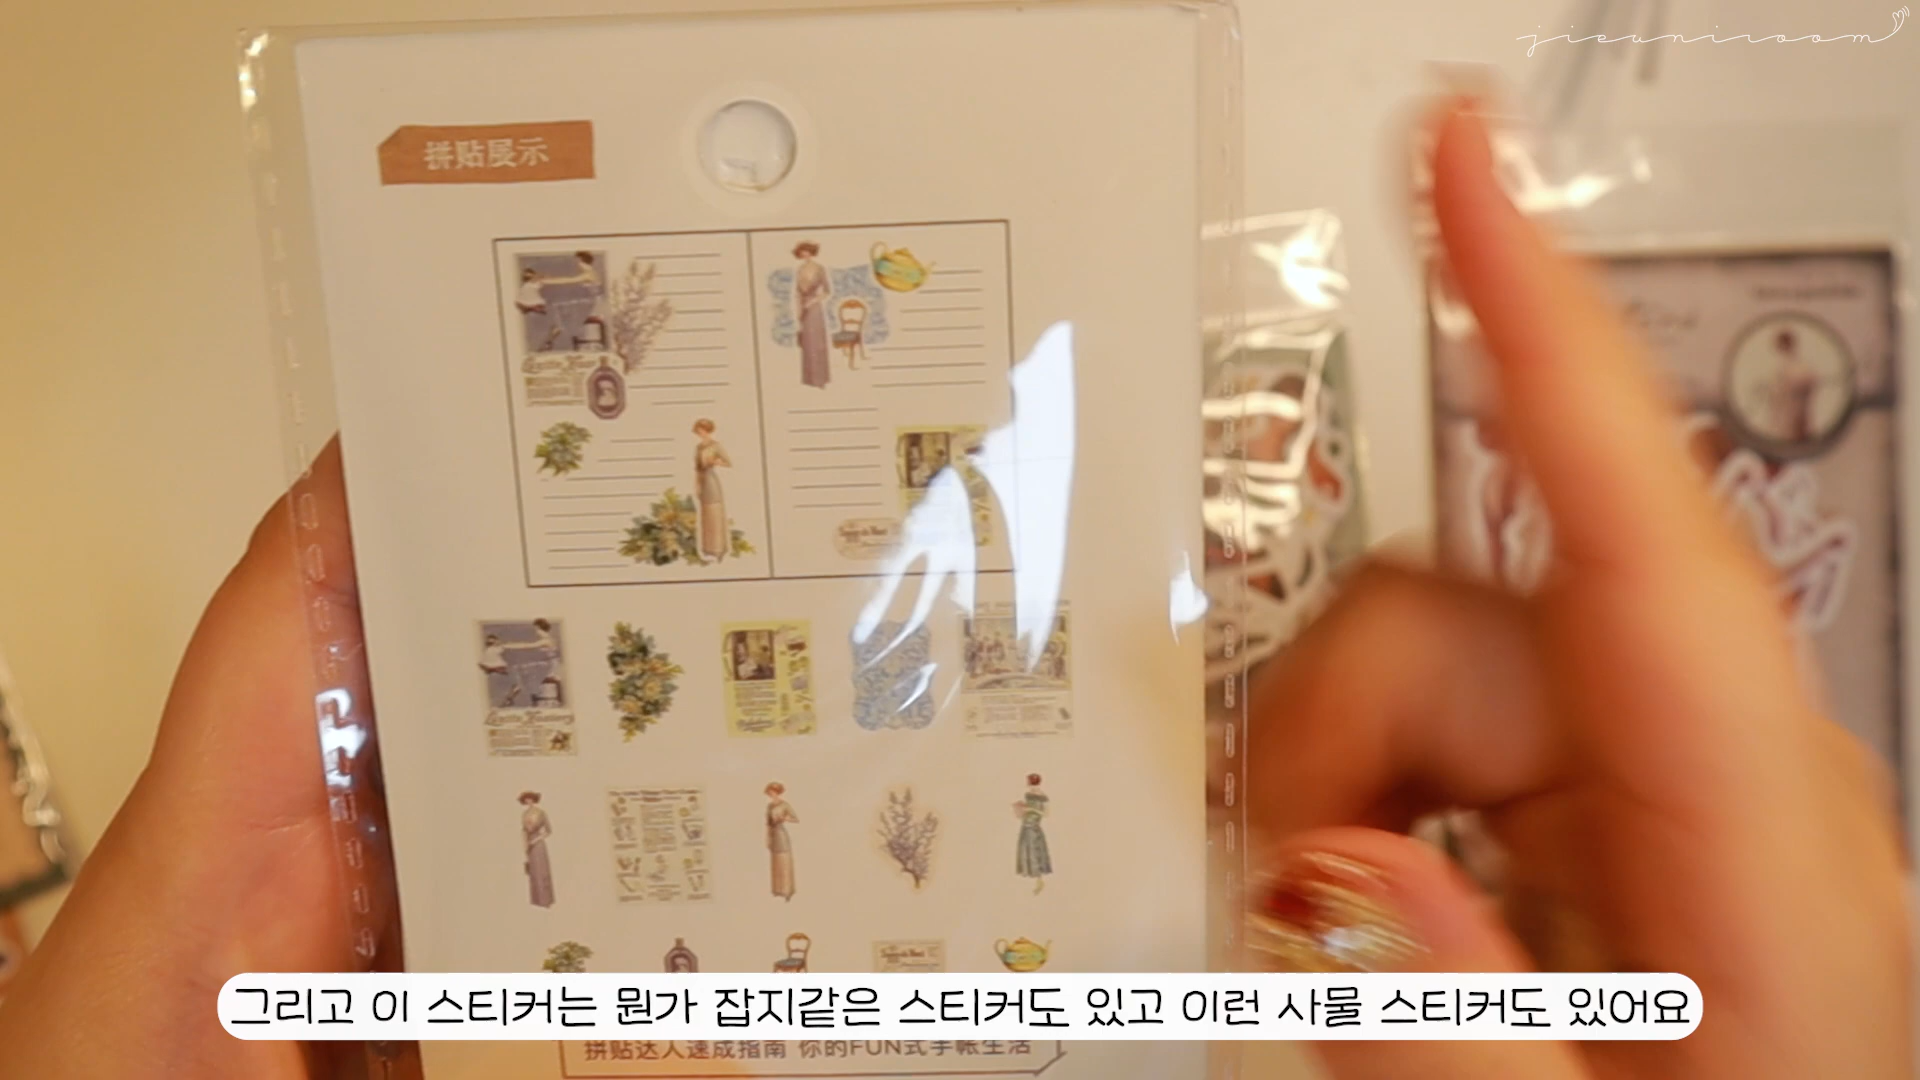 jieuniroom
拼贴展示
그리고 이 스티커는 뭔가 잡지같은 스티커도 있고 이런 사물 스티커도 있어요
拼贴达人速成指南 你的FUN式手帐生活